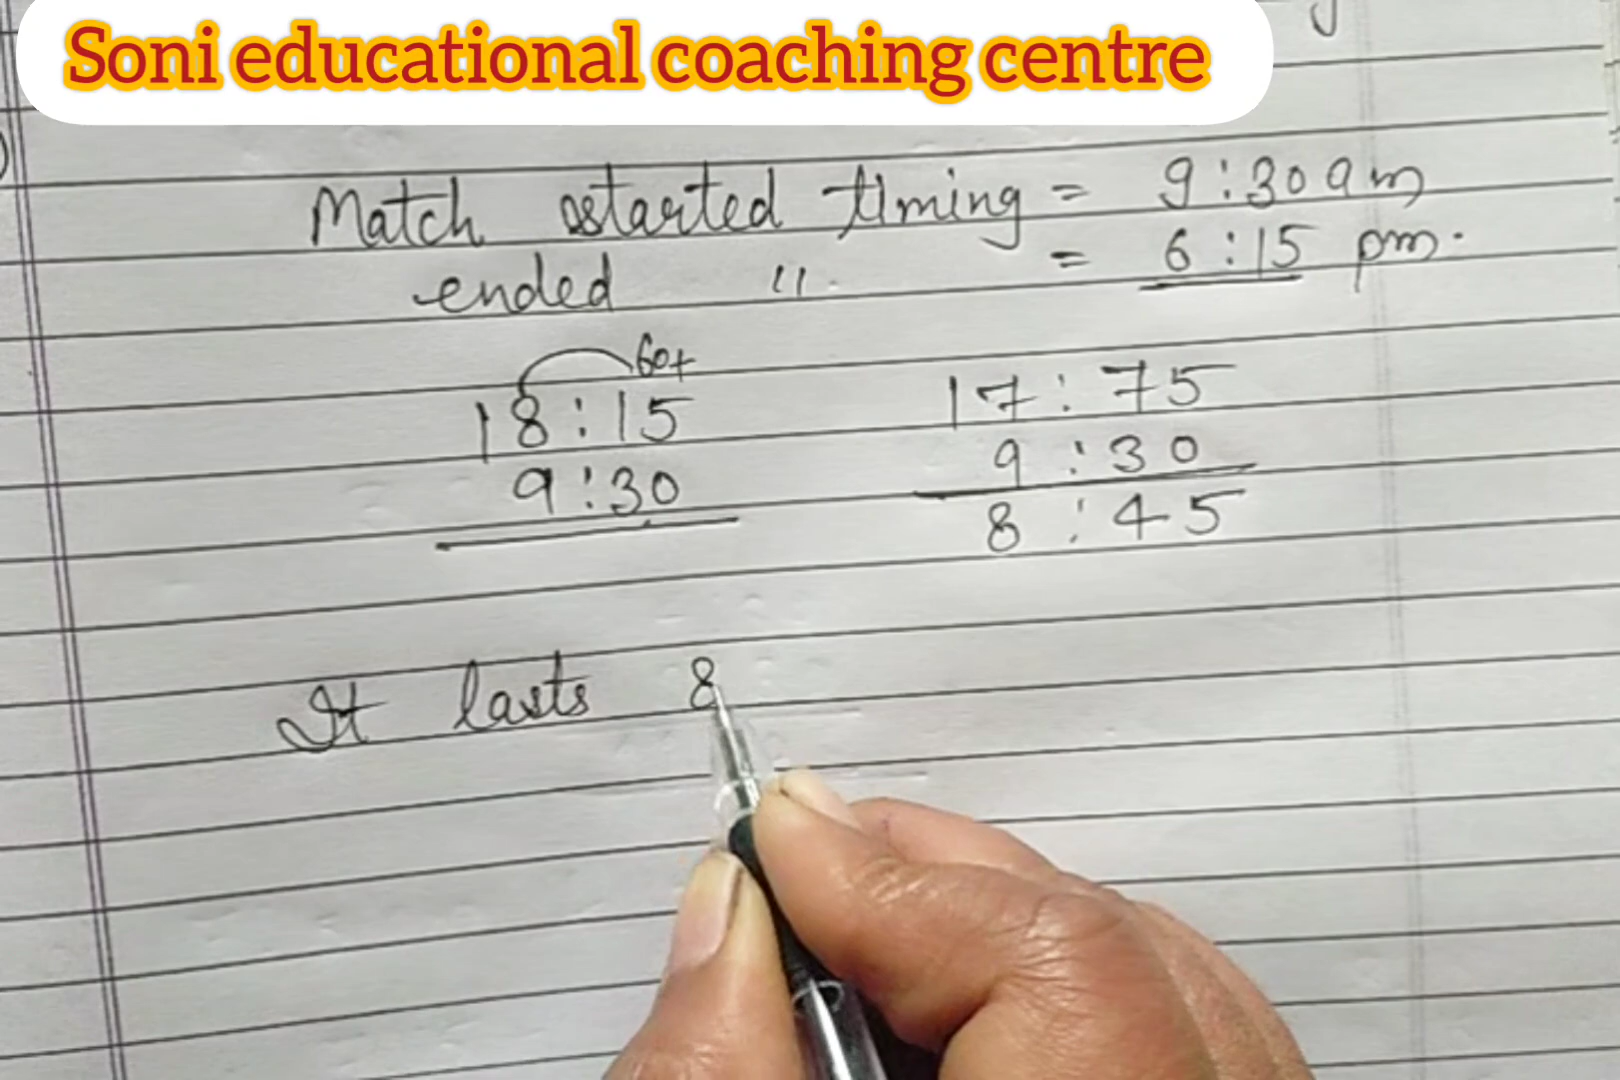 Soni educational coaching centre
Match started timing = 9:30 am
ended " = 6:15 pm.
60+
18:15 17:75
9:30 9:30
8:45
It lasts 8